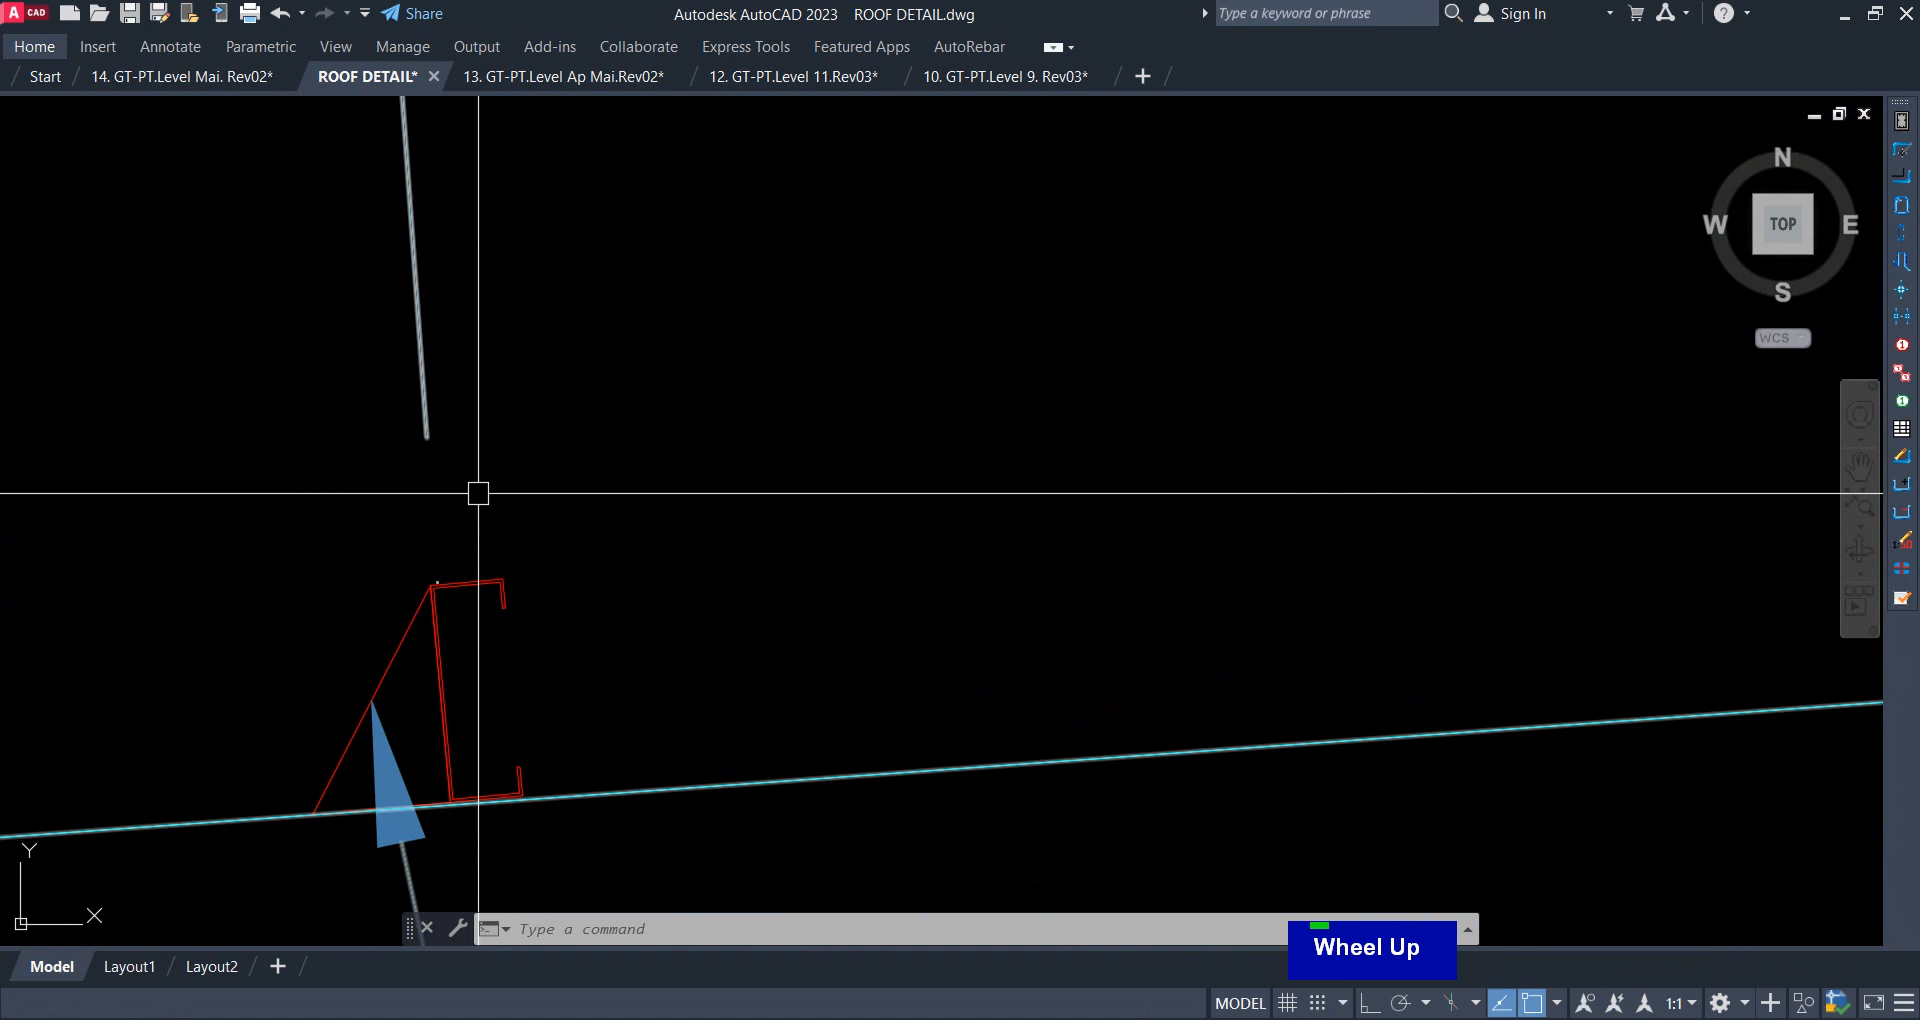 A CAD
Share
Autodesk AutoCAD 2023 ROOF DETAIL.dwg
Type a keyword or phrase
Sign In
Home Insert Annotate Parametric View Manage Output Add-ins Collaborate Express Tools Featured Apps AutoRebar
Start
14. GT-PT.Level Mai. Rev02*
ROOF DETAIL*
13. GT-PT.Level Ap Mai.Rev02*
12. GT-PT.Level 11.Rev03*
10. GT-PT.Level 9. Rev03*
N
W
TOP
E
S
WCS
Y
X
Type a command
Wheel Up
Model Layout1 Layout2
MODEL
1:1